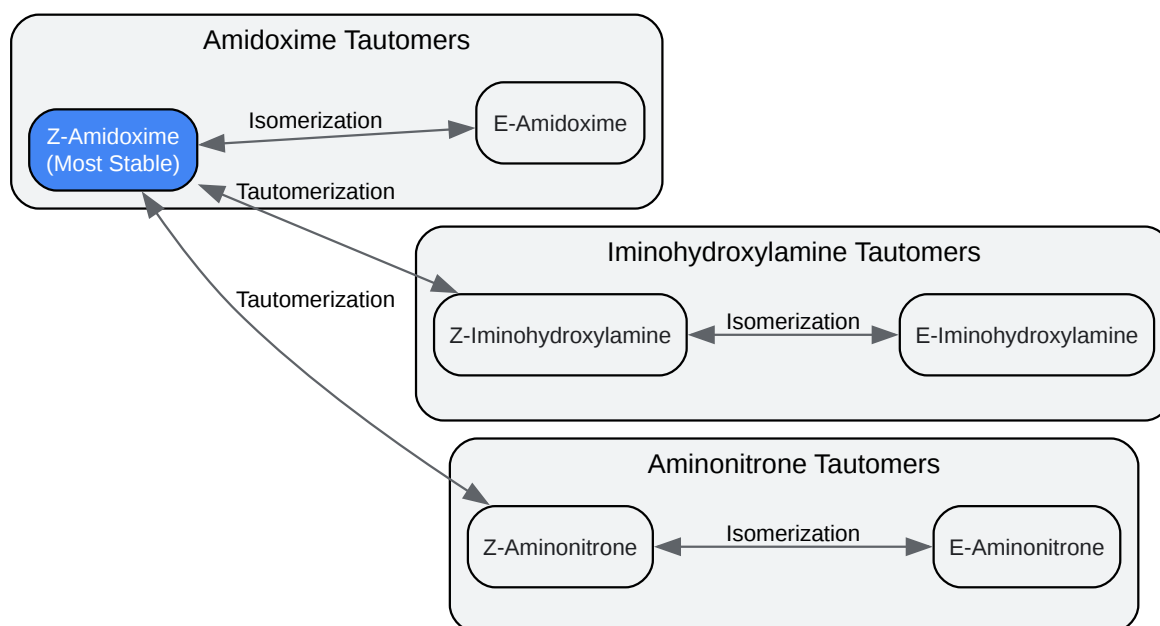 Amidoxime Tautomers
Z-Amidoxime
(Most Stable)
Isomerization
E-Amidoxime
Tautomerization
Iminohydroxylamine Tautomers
Tautomerization
Z-Iminohydroxylamine
Isomerization
E-Iminohydroxylamine
Aminonitrone Tautomers
Z-Aminonitrone
Isomerization
E-Aminonitrone